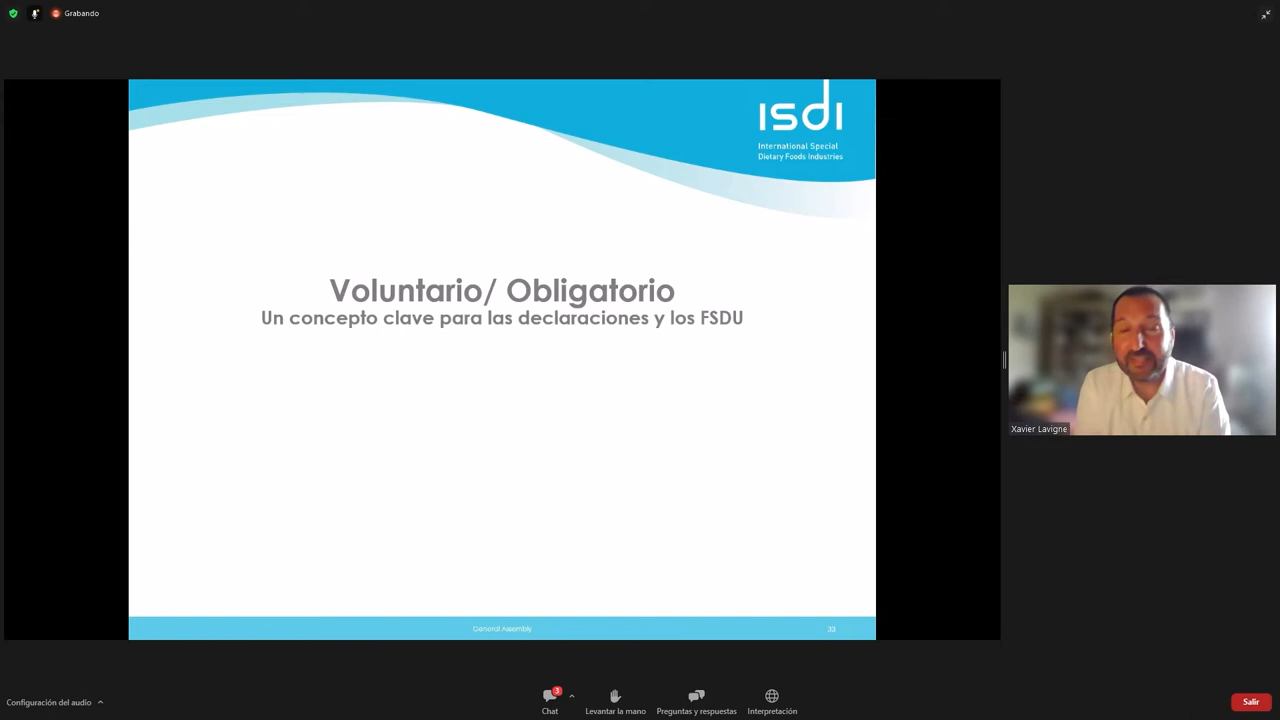 Grabando
isdi
International Special
Dietary Foods Industries
Voluntario/ Obligatorio
Un concepto clave para las declaraciones y los FSDU
Xavier Lavigne
General Assembly
33
Configuración del audio
3
Chat
Levantar la mano
Preguntas y respuestas
Interpretación
Salir